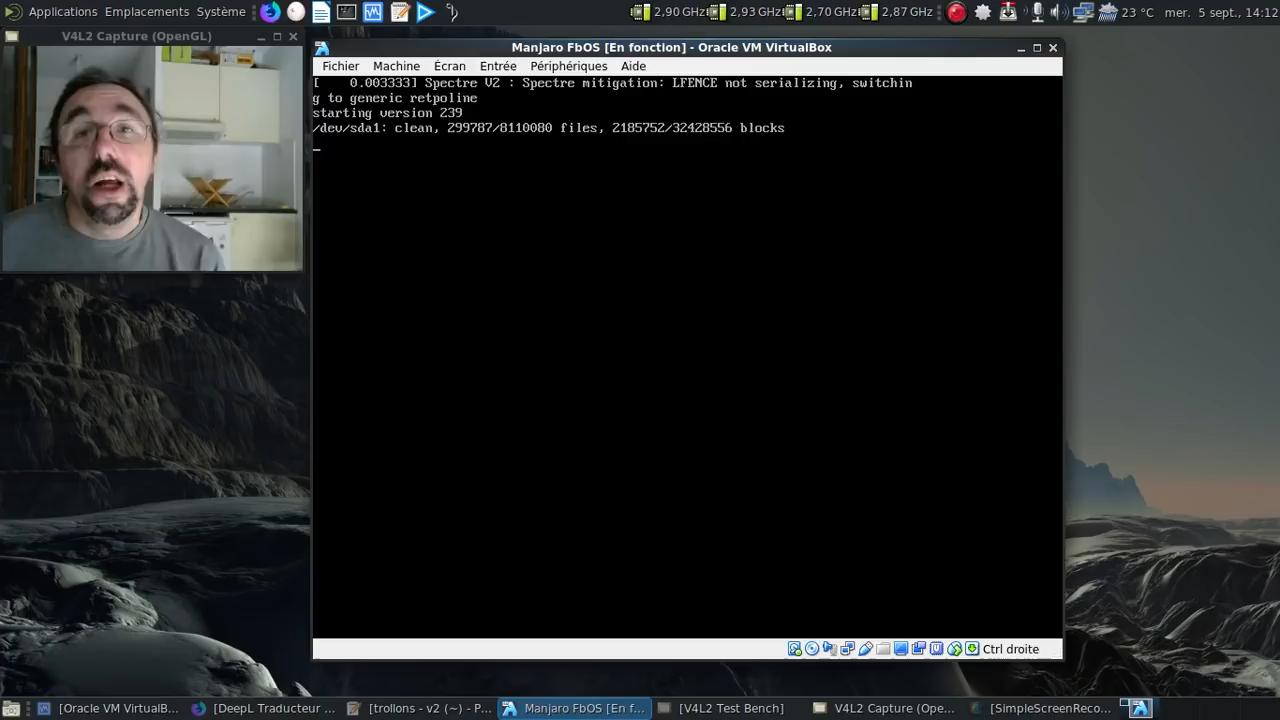 Applications Emplacements Système
2,90 GHz 2,93 GHz 2,70 GHz 2,87 GHz 23 °C mer. 5 sept., 14:12
V4L2 Capture (OpenGL)
Manjaro FbOS [En fonction] - Oracle VM VirtualBox
Fichier Machine Écran Entrée Périphériques Aide
[    0.003333] Spectre V2 : Spectre mitigation: LFENCE not serializing, switchin
g to generic retpoline
starting version 239
/dev/sda1: clean, 299787/8110080 files, 2185752/32428556 blocks
_
Ctrl droite
[Oracle VM VirtualB... [DeepL Traducteur ... [trollons - v2 (~) - P... Manjaro FbOS [En f... [V4L2 Test Bench] V4L2 Capture (Ope... [SimpleScreenReco...